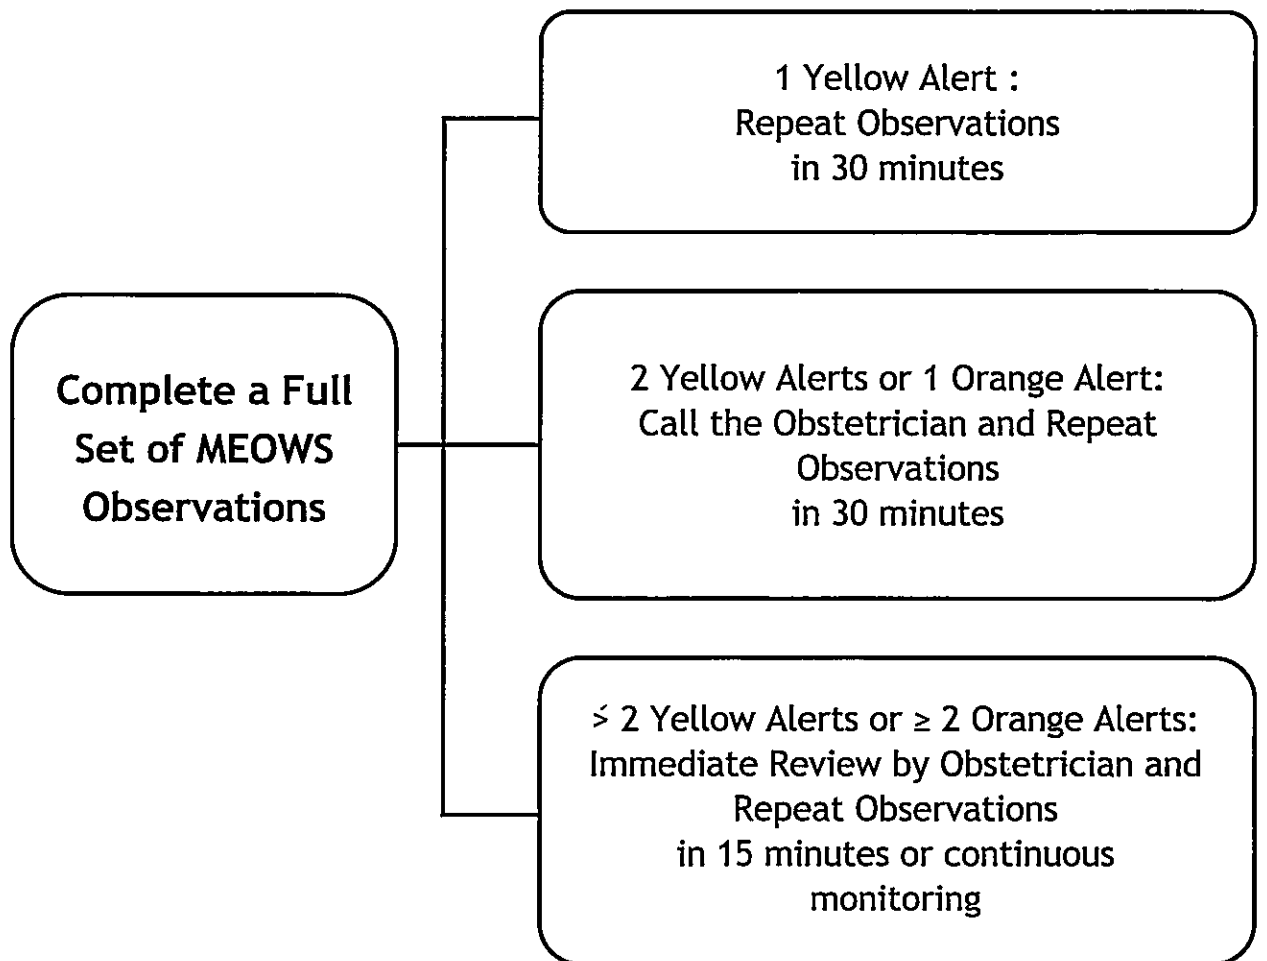 Complete a Full
Set of MEOWS
Observations
1 Yellow Alert :
Repeat Observations
in 30 minutes
2 Yellow Alerts or 1 Orange Alert:
Call the Obstetrician and Repeat
Observations
in 30 minutes
> 2 Yellow Alerts or ≥ 2 Orange Alerts:
Immediate Review by Obstetrician and
Repeat Observations
in 15 minutes or continuous
monitoring